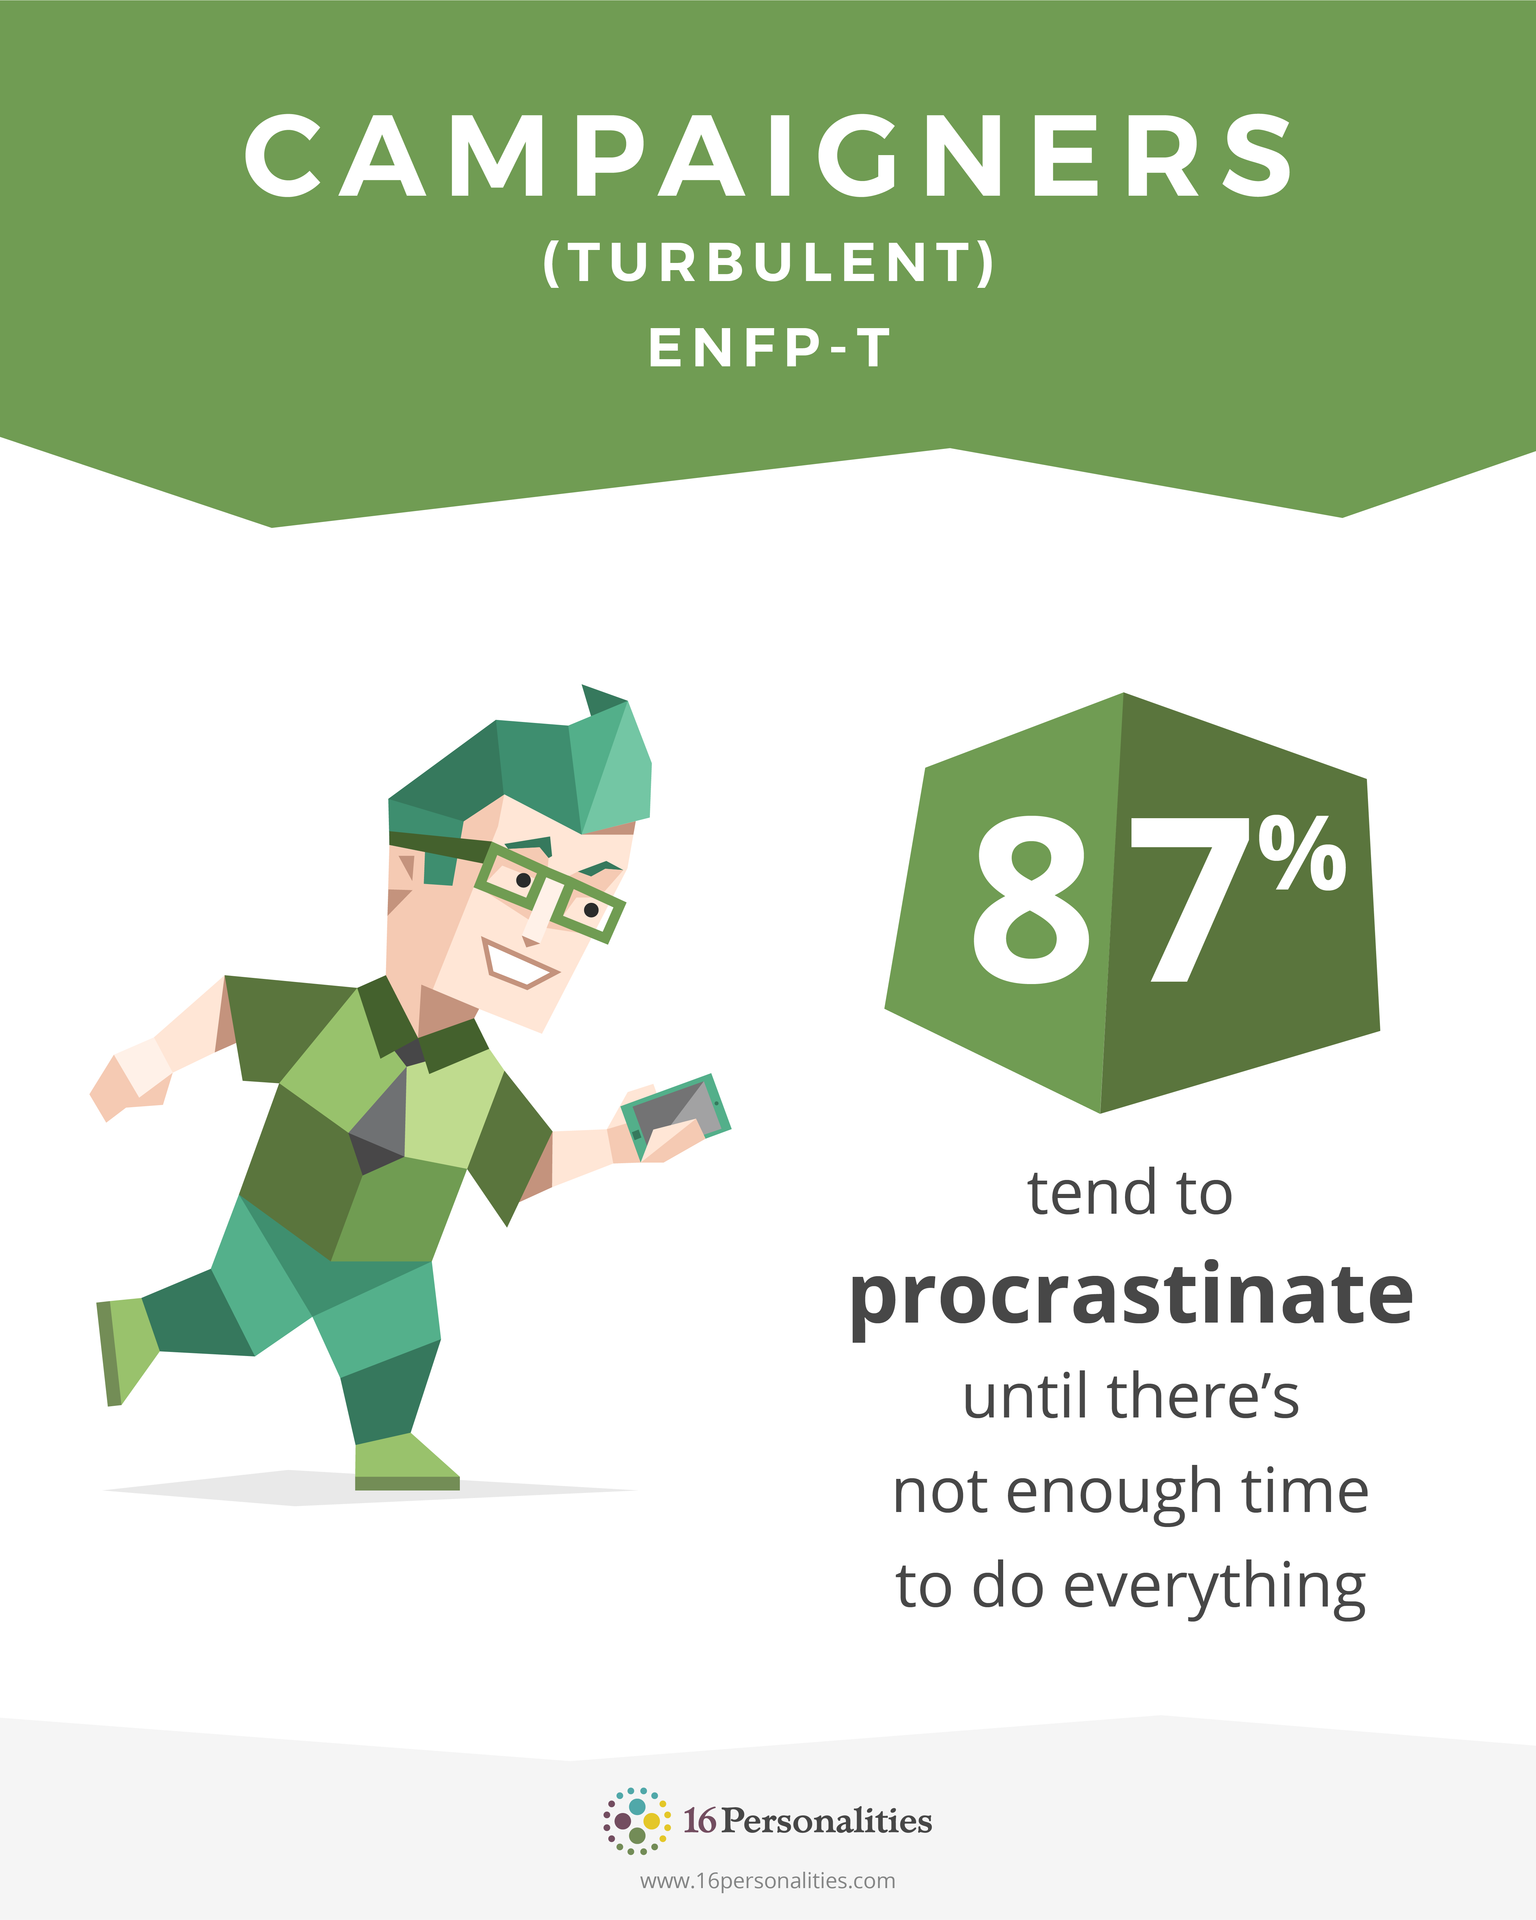 CAMPAIGNERS
(TURBULENT)
ENFP-T
87%
tend to
procrastinate
until there’s
not enough time
to do everything
16Personalities
www.16personalities.com